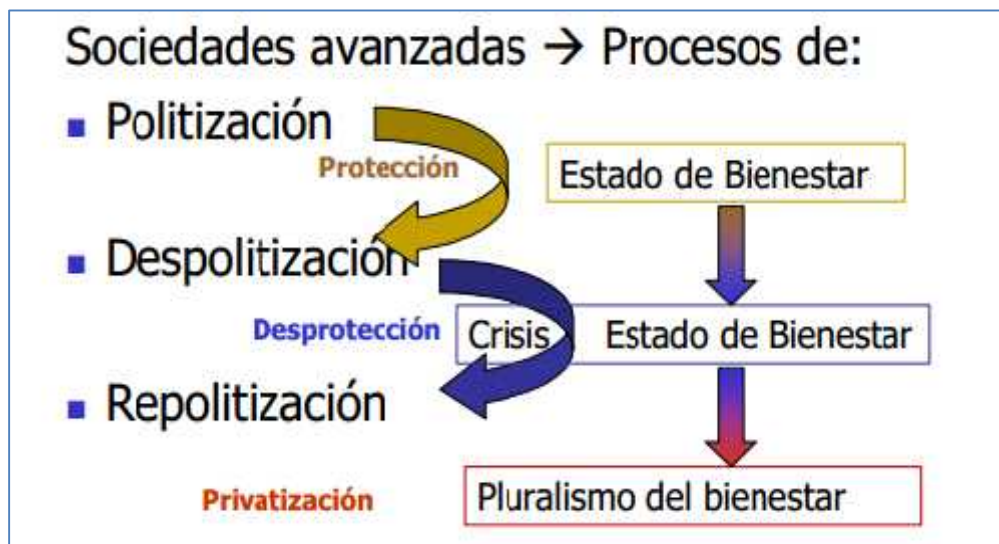 Sociedades avanzadas → Procesos de:
▪ Politización
Protección
Estado de Bienestar
▪ Despolitización
Desprotección
Crisis Estado de Bienestar
▪ Repolitización
Privatización
Pluralismo del bienestar